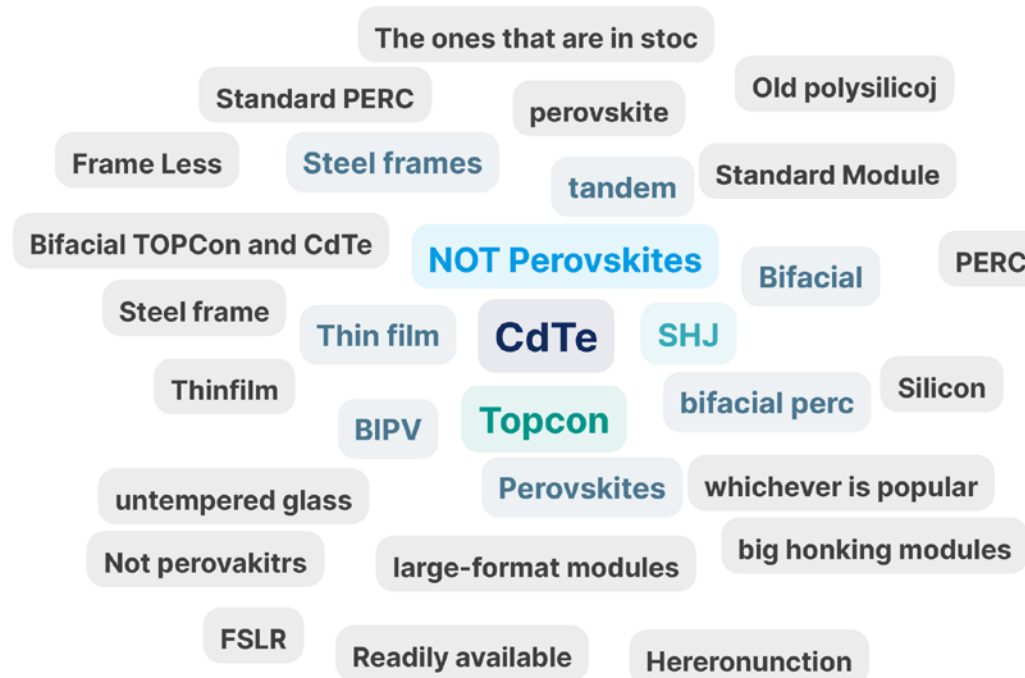 The ones that are in stoc
Old polysilicoj
Standard PERC
perovskite
Frame Less
Steel frames
tandem
Standard Module
Bifacial TOPCon and CdTe
NOT Perovskites
Bifacial
PERC
Steel frame
Thin film
CdTe
SHJ
Thinfilm
BIPV
Topcon
bifacial perc
Silicon
untempered glass
Perovskites
whichever is popular
Not perovakitrs
large-format modules
big honking modules
FSLR
Readily available
Hereronunction